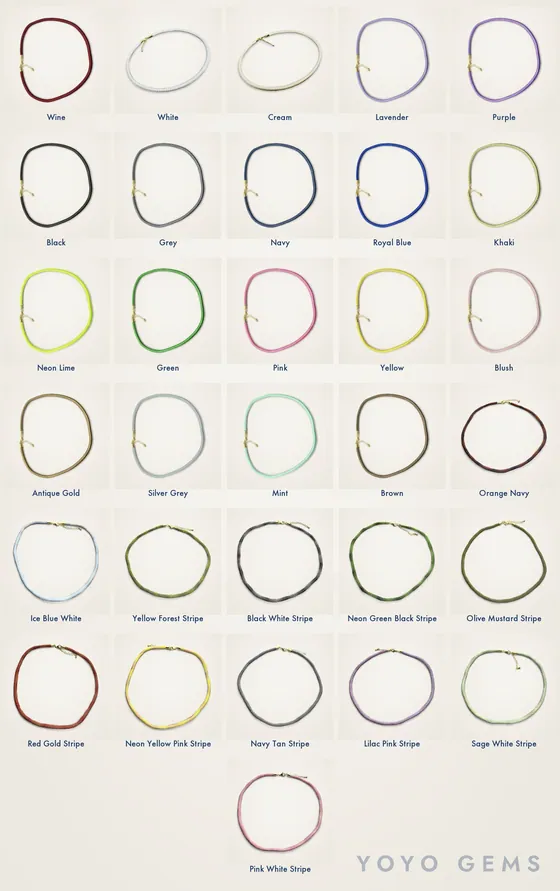 Wine
White
Cream
Lavender
Purple
Black
Grey
Navy
Royal Blue
Khaki
Neon Lime
Green
Pink
Yellow
Blush
Antique Gold
Silver Grey
Mint
Brown
Orange Navy
Ice Blue White
Yellow Forest Stripe
Black White Stripe
Neon Green Black Stripe
Olive Mustard Stripe
Red Gold Stripe
Neon Yellow Pink Stripe
Navy Tan Stripe
Lilac Pink Stripe
Sage White Stripe
Pink White Stripe
YOYO GEMS